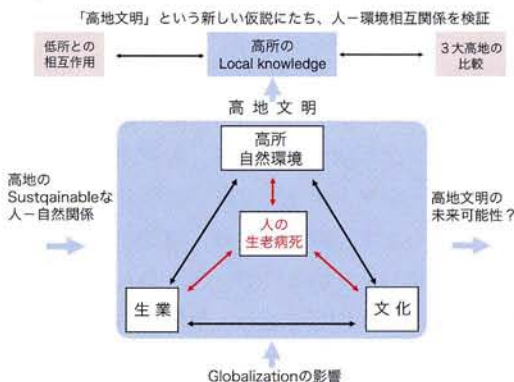 「高地文明」という新しい仮説にたち、人ー環境相互関係を検証
低所との
相互作用
高所の
Local knowledge
3大高地の
比較
高 地 文 明
高所
自然環境
高地の
Sustqainableな
人ー自然関係
人の
生老病死
高地文明の
未来可能性？
生 業
文 化
Globalizationの影響